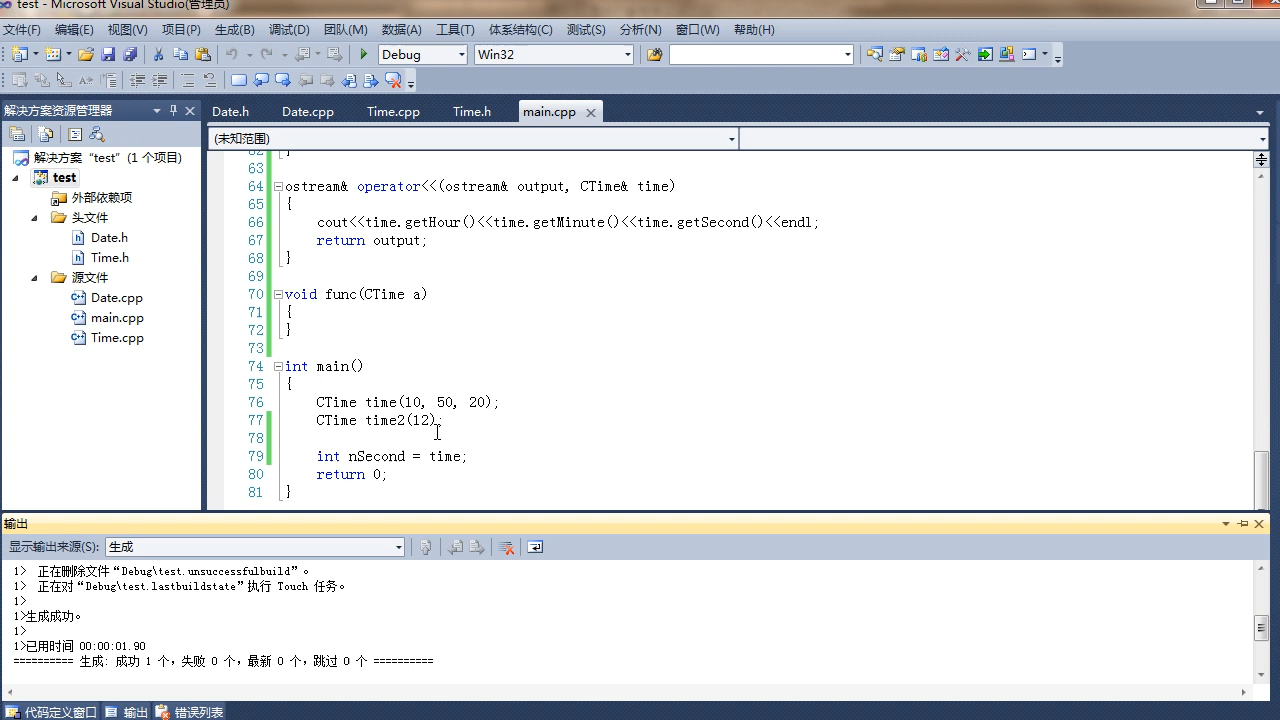 test - Microsoft Visual Studio(管理员)
文件(F) 编辑(E) 视图(V) 项目(P) 生成(B) 调试(D) 团队(M) 数据(A) 工具(T) 体系结构(C) 测试(S) 分析(N) 窗口(W) 帮助(H)
Debug Win32
解决方案资源管理器
Date.h Date.cpp Time.cpp Time.h main.cpp
(未知范围)
解决方案 “test” (1 个项目)
test
外部依赖项
头文件
Date.h
Time.h
源文件
Date.cpp
main.cpp
Time.cpp
62 }
63
64 ostream& operator<<(ostream& output, CTime& time)
65 {
66 cout<<time.getHour()<<time.getMinute()<<time.getSecond()<<endl;
67 return output;
68 }
69
70 void func(CTime a)
71 {
72 }
73
74 int main()
75 {
76 CTime time(10, 50, 20);
77 CTime time2(12);
78
79 int nSecond = time;
80 return 0;
81 }
输出
显示输出来源(S): 生成
1> 正在删除文件“Debug\test.unsuccessfulbuild”。
1> 正在对“Debug\test.lastbuildstate”执行 Touch 任务。
1>
1>生成成功。
1>
1>已用时间 00:00:01.90
========== 生成: 成功 1 个，失败 0 个，最新 0 个，跳过 0 个 ==========
代码定义窗口 输出 错误列表